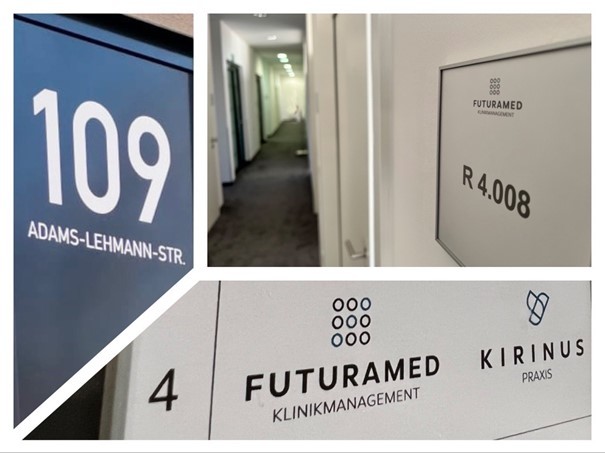 109
ADAMS-LEHMANN-STR.
FUTURAMED
KLINIKMANAGEMENT
R 4.008
4
FUTURAMED
KLINIKMANAGEMENT
KIRINUS
PRAXIS